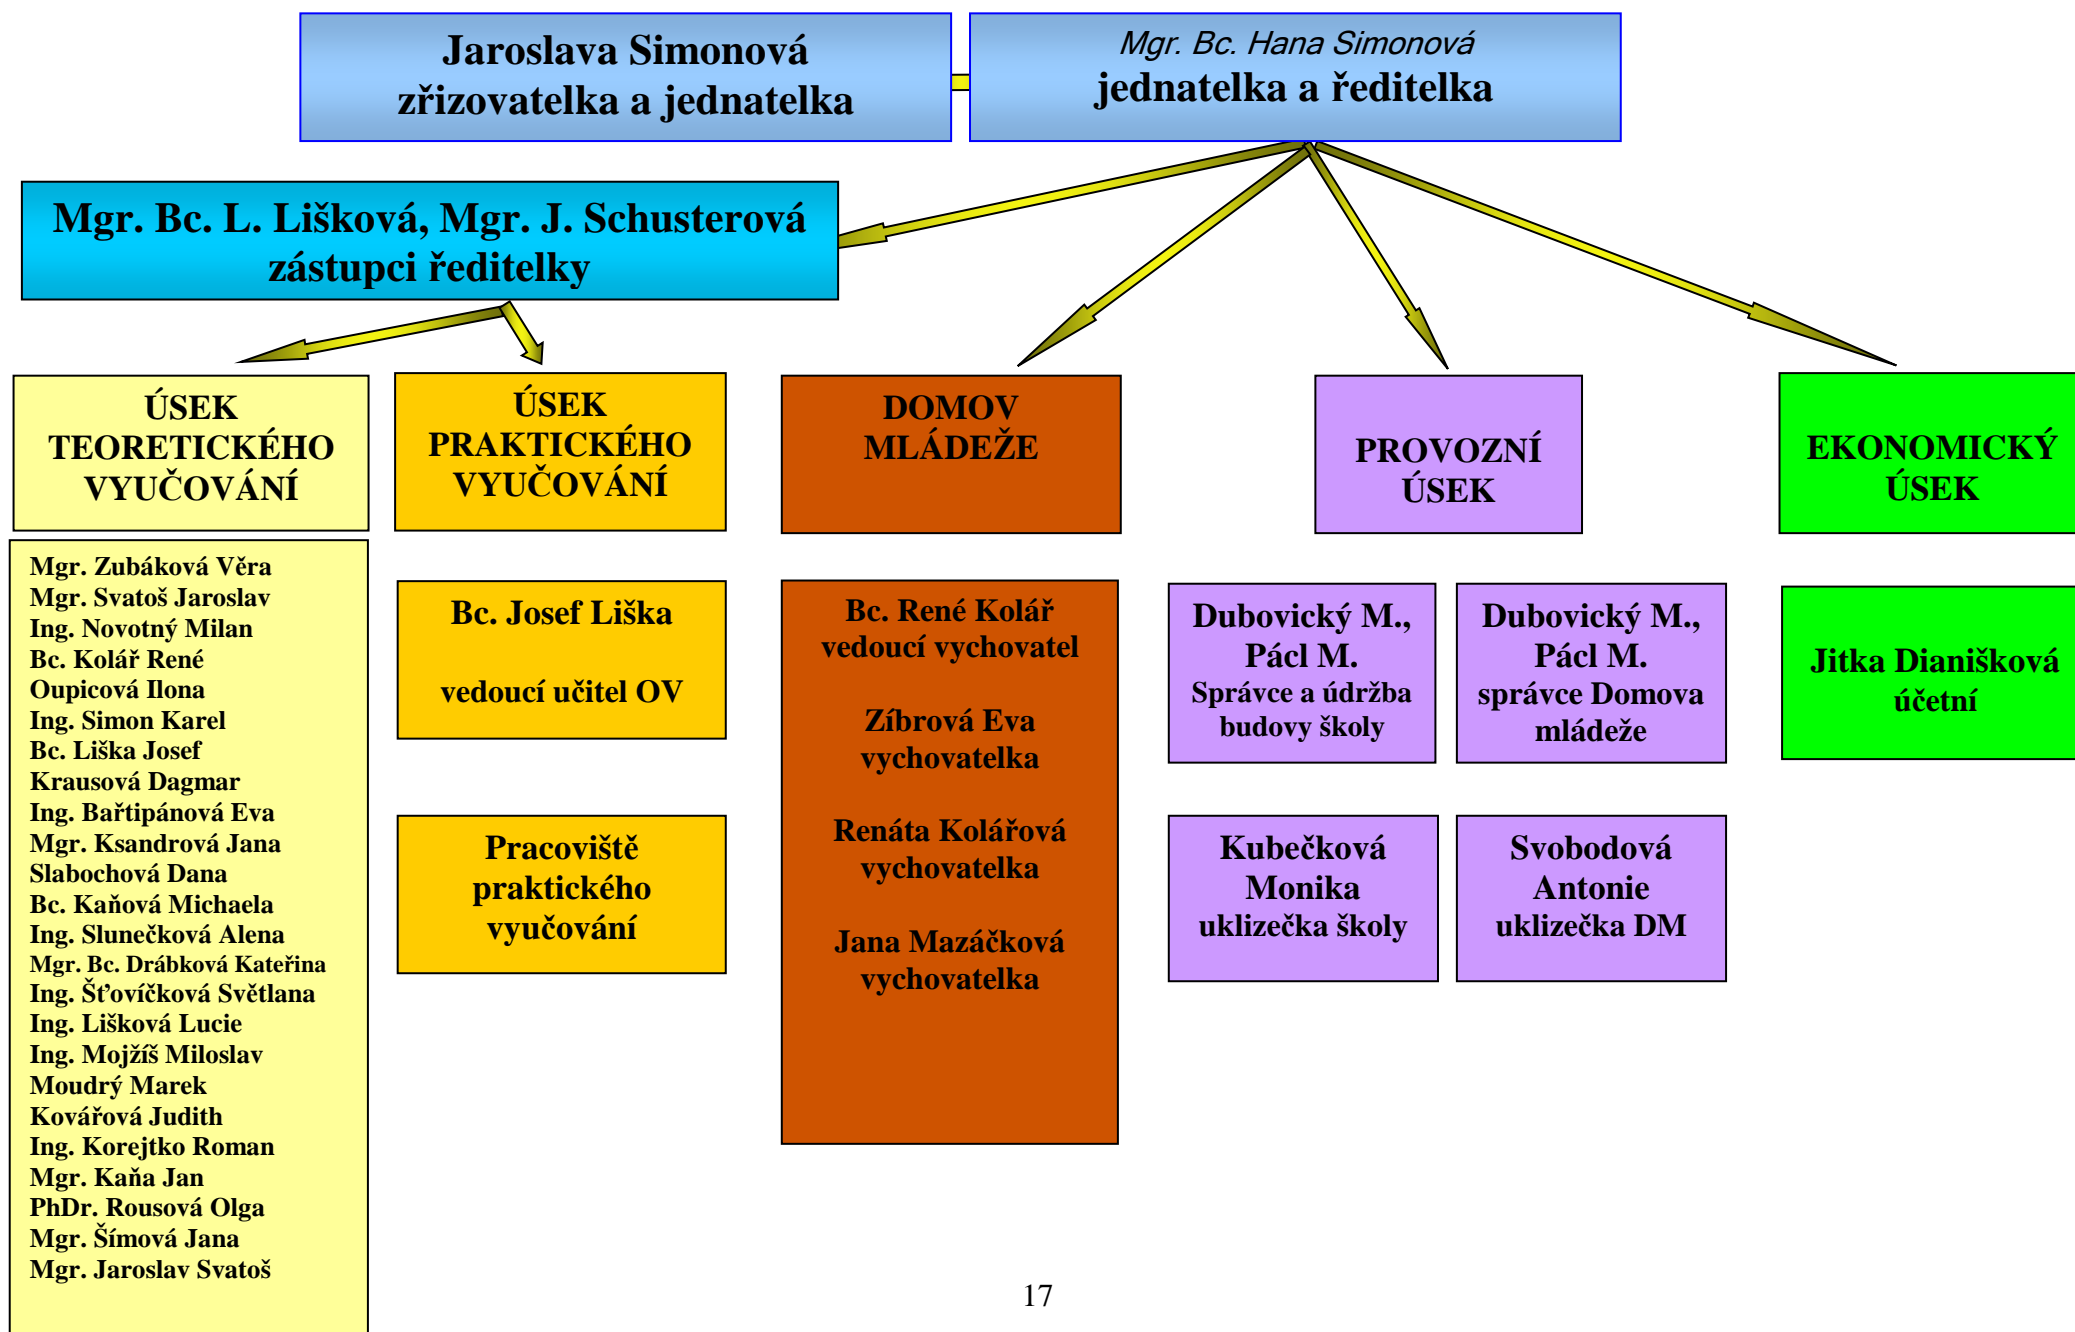 Jaroslava Simonová
zřizovatelka a jednatelka
Mgr. Bc. Hana Simonová
jednatelka a ředitelka
Mgr. Bc. L. Lišková, Mgr. J. Schusterová
zástupci ředitelky
ÚSEK
TEORETICKÉHO
VYUČOVÁNÍ
ÚSEK
PRAKTICKÉHO
VYUČOVÁNÍ
DOMOV
MLÁDEŽE
PROVOZNÍ
ÚSEK
EKONOMICKÝ
ÚSEK
Mgr. Zubáková Věra
Mgr. Svatoš Jaroslav
Ing. Novotný Milan
Bc. Kolář René
Oupicová Ilona
Ing. Simon Karel
Bc. Liška Josef
Krausová Dagmar
Ing. Bařtipánová Eva
Mgr. Ksandrová Jana
Slabochová Dana
Bc. Kaňová Michaela
Ing. Slunečková Alena
Mgr. Bc. Drábková Kateřina
Ing. Šťovíčková Světlana
Ing. Lišková Lucie
Ing. Mojžíš Miloslav
Moudrý Marek
Kovářová Judith
Ing. Korejtko Roman
Mgr. Kaňa Jan
PhDr. Rousová Olga
Mgr. Šímová Jana
Mgr. Jaroslav Svatoš
Bc. Josef Liška
vedoucí učitel OV
Pracoviště
praktického
vyučování
Bc. René Kolář
vedoucí vychovatel
Zíbrová Eva
vychovatelka
Renáta Kolářová
vychovatelka
Jana Mazáčková
vychovatelka
Dubovický M.,
Pácl M.
Správce a údržba
budovy školy
Dubovický M.,
Pácl M.
správce Domova
mládeže
Kubečková
Monika
uklizečka školy
Svobodová
Antonie
uklizečka DM
Jitka Dianišková
účetní
17